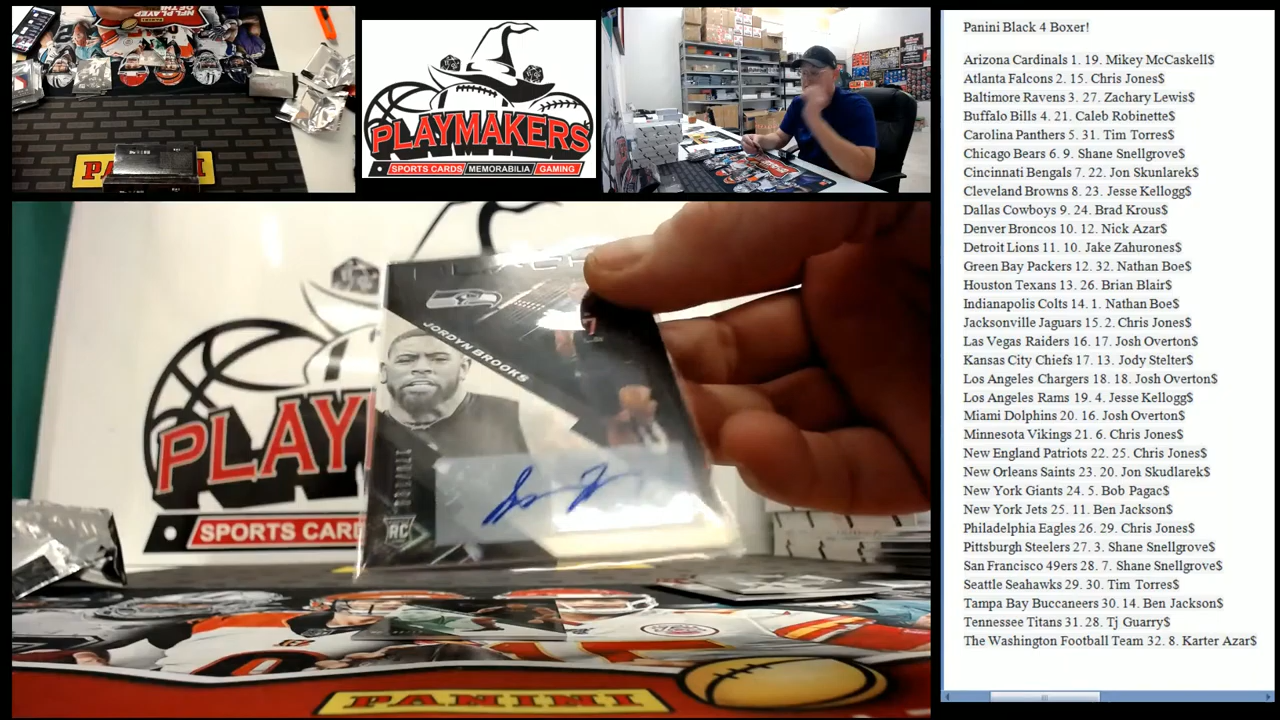 PANINI
PLAYMAKERS
SPORTS CARDS MEMORABILIA GAMING
JORDYN BROOKS
RC
PLAY
SPORTS CAR
PANINI
Panini Black 4 Boxer!
Arizona Cardinals 1. 19. Mikey McCaskell$
Atlanta Falcons 2. 15. Chris Jones$
Baltimore Ravens 3. 27. Zachary Lewis$
Buffalo Bills 4. 21. Caleb Robinette$
Carolina Panthers 5. 31. Tim Torres$
Chicago Bears 6. 9. Shane Snellgrove$
Cincinnati Bengals 7. 22. Jon Skunlarek$
Cleveland Browns 8. 23. Jesse Kellogg$
Dallas Cowboys 9. 24. Brad Krous$
Denver Broncos 10. 12. Nick Azar$
Detroit Lions 11. 10. Jake Zahurones$
Green Bay Packers 12. 32. Nathan Boe$
Houston Texans 13. 26. Brian Blair$
Indianapolis Colts 14. 1. Nathan Boe$
Jacksonville Jaguars 15. 2. Chris Jones$
Las Vegas Raiders 16. 17. Josh Overton$
Kansas City Chiefs 17. 13. Jody Stelter$
Los Angeles Chargers 18. 18. Josh Overton$
Los Angeles Rams 19. 4. Jesse Kellogg$
Miami Dolphins 20. 16. Josh Overton$
Minnesota Vikings 21. 6. Chris Jones$
New England Patriots 22. 25. Chris Jones$
New Orleans Saints 23. 20. Jon Skudlarek$
New York Giants 24. 5. Bob Pagac$
New York Jets 25. 11. Ben Jackson$
Philadelphia Eagles 26. 29. Chris Jones$
Pittsburgh Steelers 27. 3. Shane Snellgrove$
San Francisco 49ers 28. 7. Shane Snellgrove$
Seattle Seahawks 29. 30. Tim Torres$
Tampa Bay Buccaneers 30. 14. Ben Jackson$
Tennessee Titans 31. 28. Tj Guarry$
The Washington Football Team 32. 8. Karter Azar$